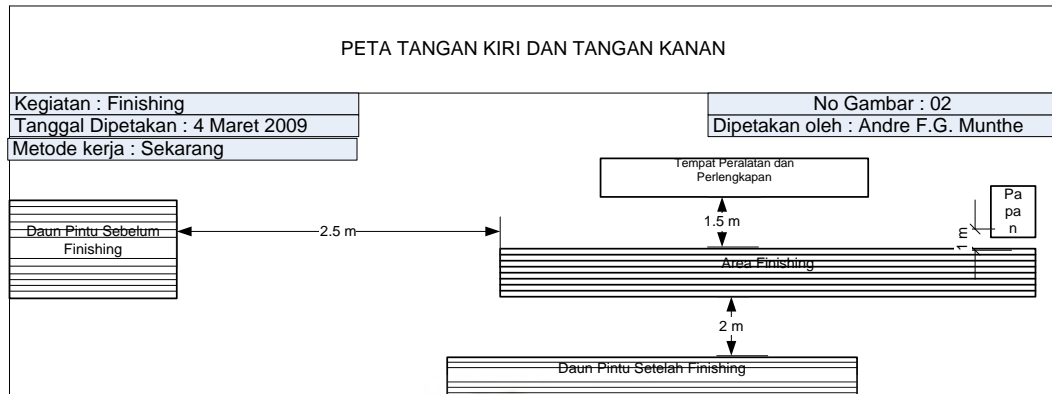 PETA TANGAN KIRI DAN TANGAN KANAN
Kegiatan : Finishing
No Gambar : 02
Tanggal Dipetakan : 4 Maret 2009
Dipetakan oleh : Andre F.G. Munthe
Metode kerja : Sekarang
Tempat Peralatan dan
Perlengkapan
Pa
pa
n
Daun Pintu Sebelum
Finishing
2.5 m
1.5 m
1 m
Area Finishing
2 m
Daun Pintu Setelah Finishing